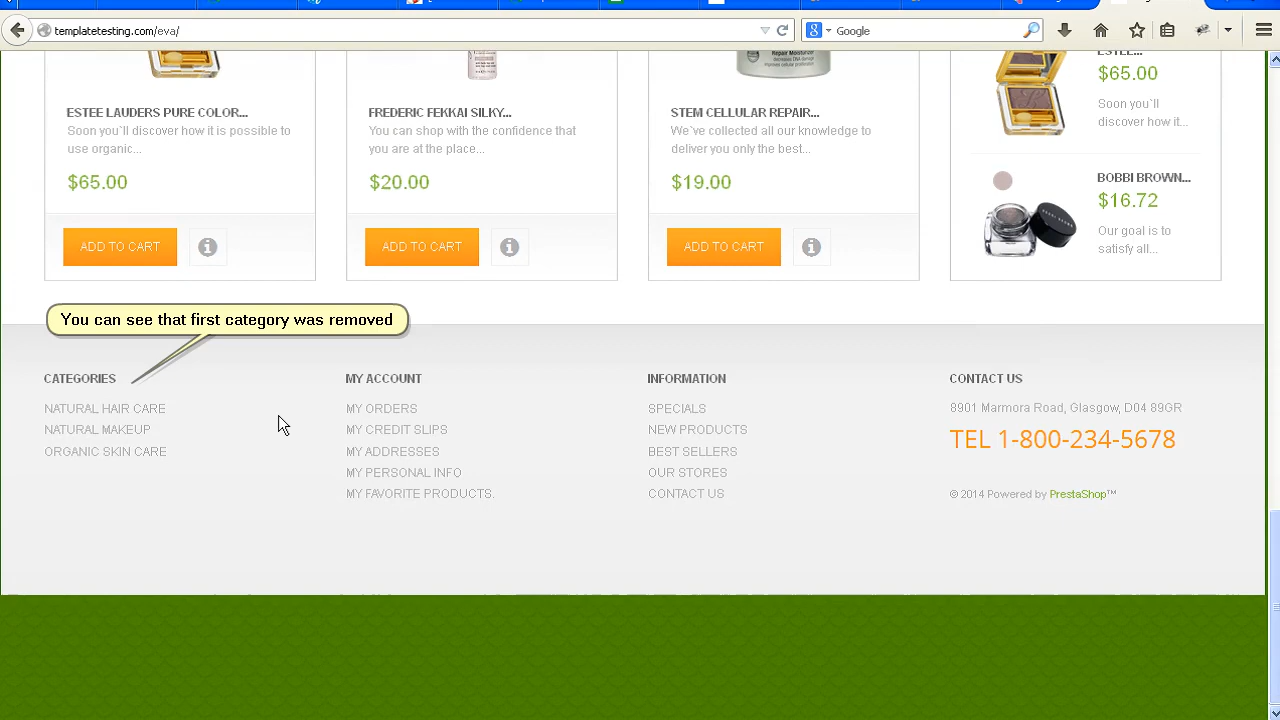 templatetesting.com/eva/
Google
ESTEE LAUDERS PURE COLOR...
Soon you`ll discover how it is possible to
use organic...
$65.00
ADD TO CART
FREDERIC FEKKAI SILKY...
You can shop with the confidence that
you are at the place...
$20.00
ADD TO CART
Repair Moisturizer
STEM CELLULAR REPAIR...
We've collected all our knowledge to
deliver you only the best...
$19.00
ADD TO CART
ESTEE...
$65.00
Soon you`ll
discover how it...
BOBBI BROWN...
$16.72
Our goal is to
satisfy all...
You can see that first category was removed
CATEGORIES
NATURAL HAIR CARE
NATURAL MAKEUP
ORGANIC SKIN CARE
MY ACCOUNT
MY ORDERS
MY CREDIT SLIPS
MY ADDRESSES
MY PERSONAL INFO
MY FAVORITE PRODUCTS.
INFORMATION
SPECIALS
NEW PRODUCTS
BEST SELLERS
OUR STORES
CONTACT US
CONTACT US
8901 Marmora Road, Glasgow, D04 89GR
TEL 1-800-234-5678
© 2014 Powered by PrestaShop™